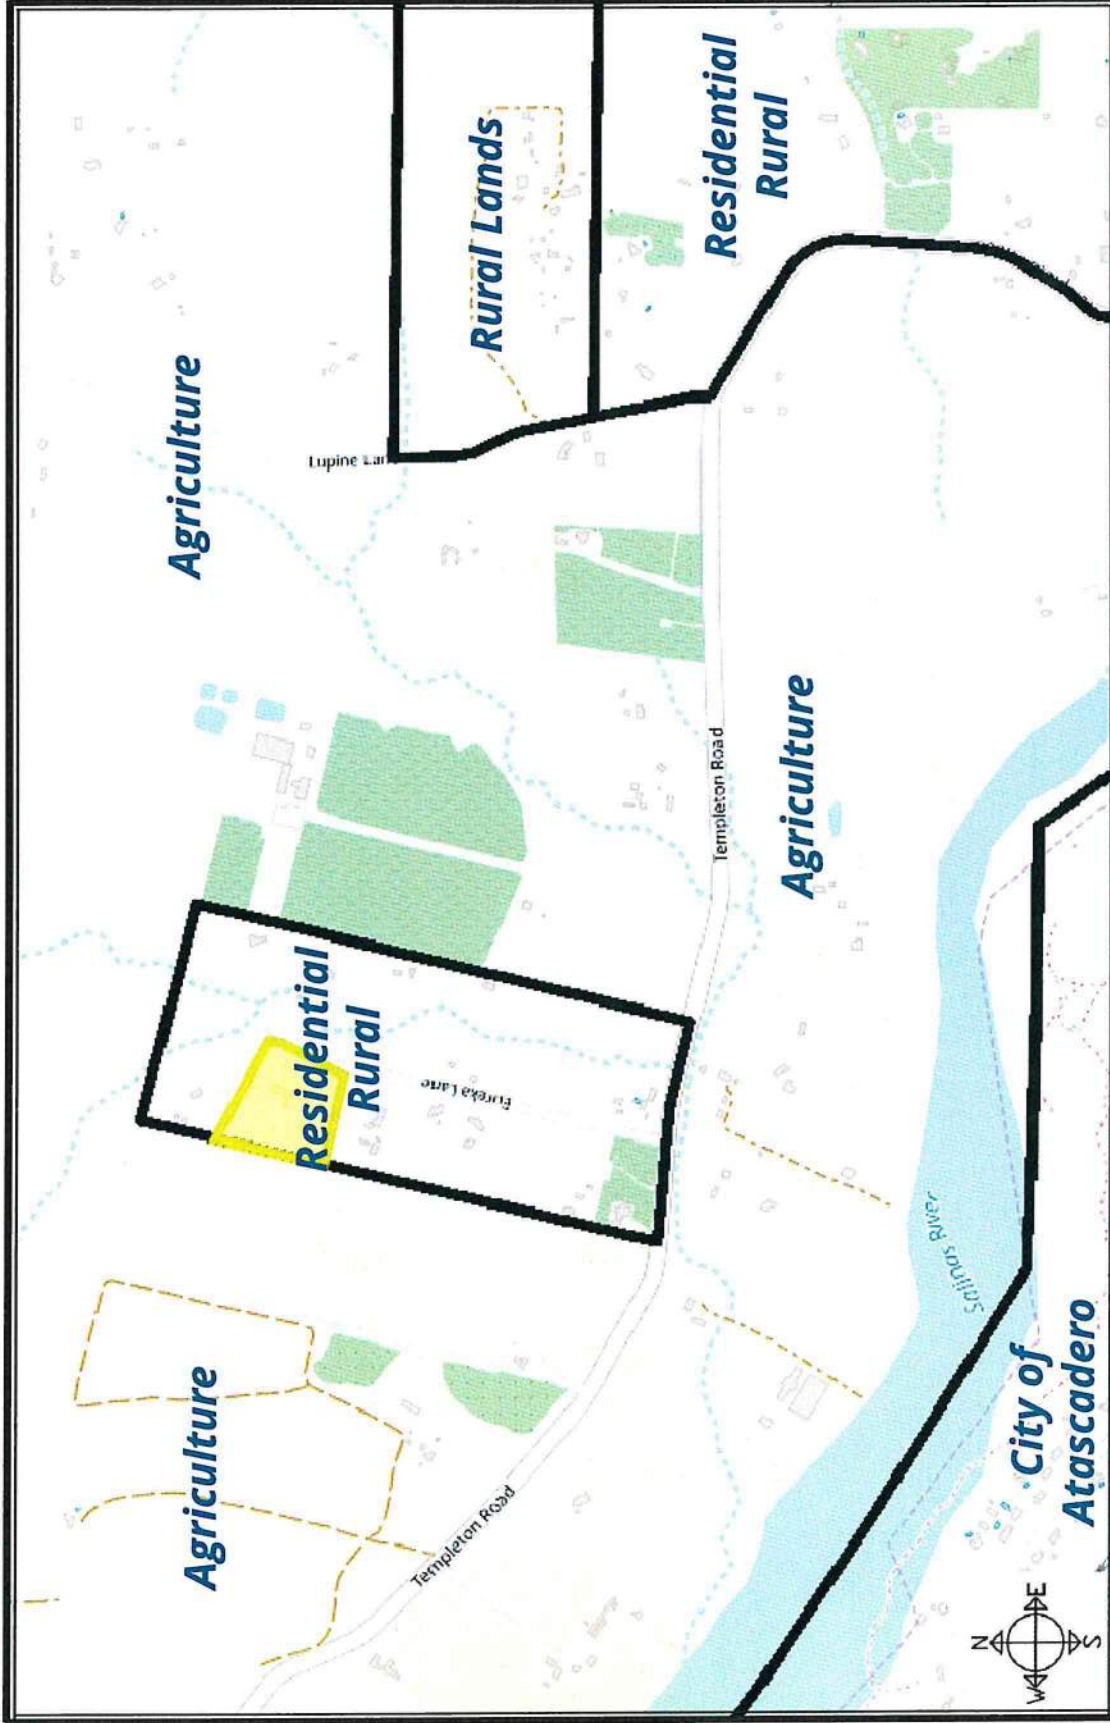 Agriculture
Rural Lands
Residential
Rural
Lupine Lan
Residential
Rural
Eureka Lane
Agriculture
Templeton Road
Agriculture
Templeton Road
Salinas River
City of
Atascadero
N
W
E
S